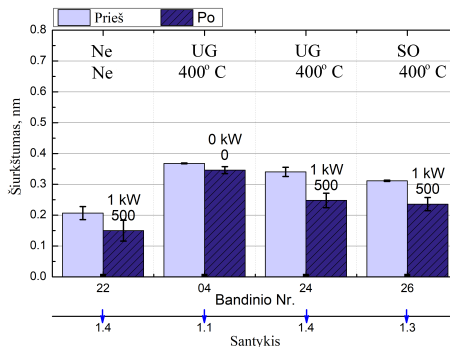 Prieš Po
0.8
0.7
0.6
0.5
0.4
0.3
0.2
0.1
0.0
Šiurkštumas, nm
Ne UG UG SO
Ne 400° C 400° C 400° C
1 kW
500
0 kW
0
1 kW
500
1 kW
500
22 04 24 26
Bandinio Nr.
1.4 1.1 1.4 1.3
Santykis